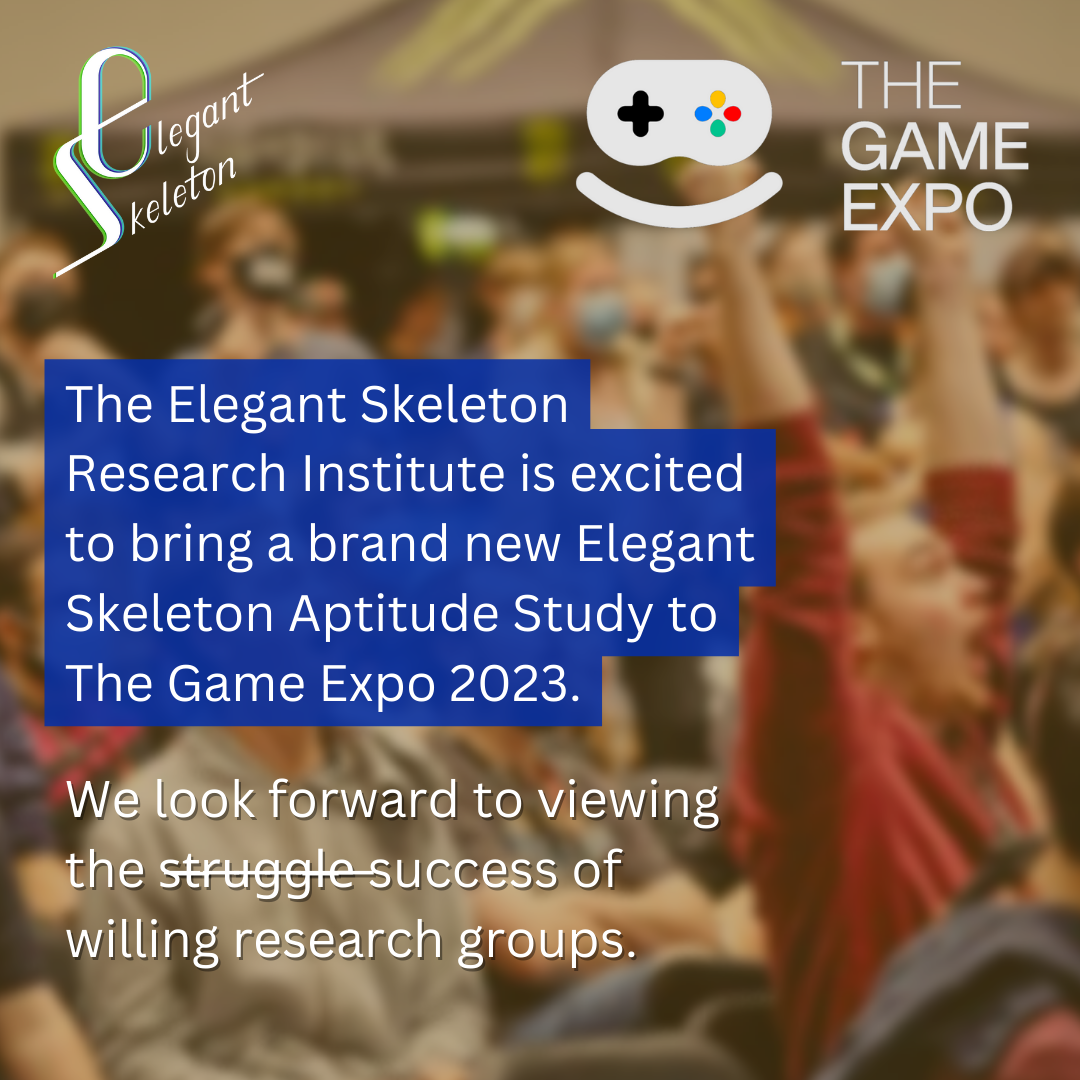 Elegant
Skeleton
THE
GAME
EXPO
The Elegant Skeleton
Research Institute is excited
to bring a brand new Elegant
Skeleton Aptitude Study to
The Game Expo 2023.
We look forward to viewing
the struggle success of
willing research groups.